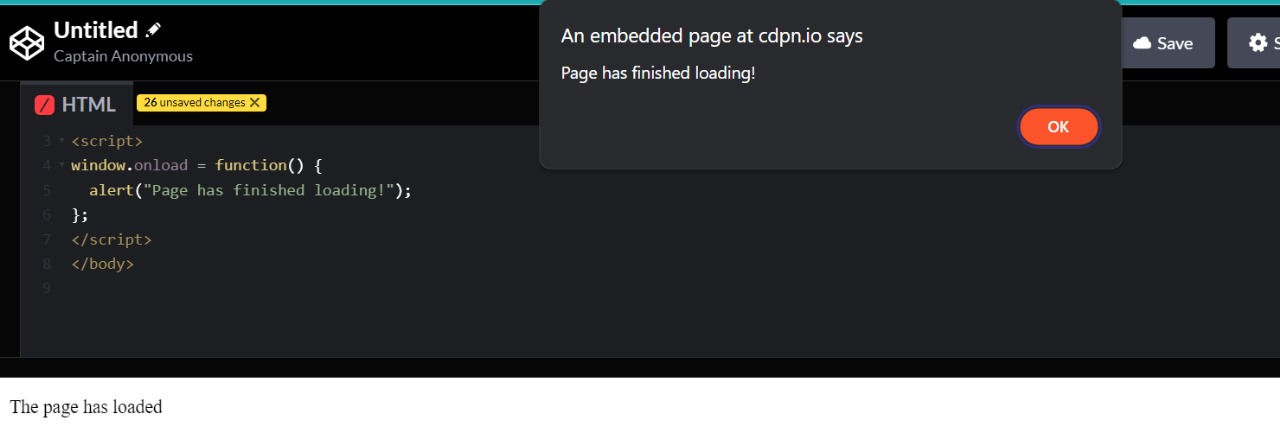 Untitled
Captain Anonymous
An embedded page at cdpn.io says
Page has finished loading!
OK
Save
S
HTML
26 unsaved changes
3 <script>
4 window.onload = function() {
5 alert("Page has finished loading!");
6 };
7 </script>
8 </body>
9
The page has loaded